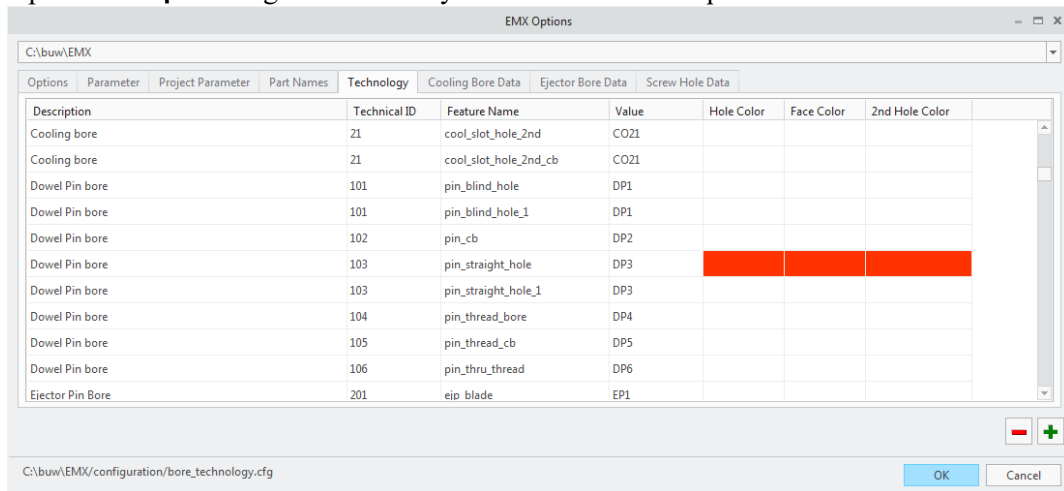 EMX Options
C:\buw\EMX
Options Parameter Project Parameter Part Names Technology Cooling Bore Data Ejector Bore Data Screw Hole Data
Description Technical ID Feature Name Value Hole Color Face Color 2nd Hole Color
Cooling bore 21 cool_slot_hole_2nd CO21
Cooling bore 21 cool_slot_hole_2nd_cb CO21
Dowel Pin bore 101 pin_blind_hole DP1
Dowel Pin bore 101 pin_blind_hole_1 DP1
Dowel Pin bore 102 pin_cb DP2
Dowel Pin bore 103 pin_straight_hole DP3
Dowel Pin bore 103 pin_straight_hole_1 DP3
Dowel Pin bore 104 pin_thread_bore DP4
Dowel Pin bore 105 pin_thread_cb DP5
Dowel Pin bore 106 pin_thru_thread DP6
Ejector Pin Bore 201 ejp_blade EP1
C:\buw\EMX/configuration/bore_technology.cfg OK Cancel